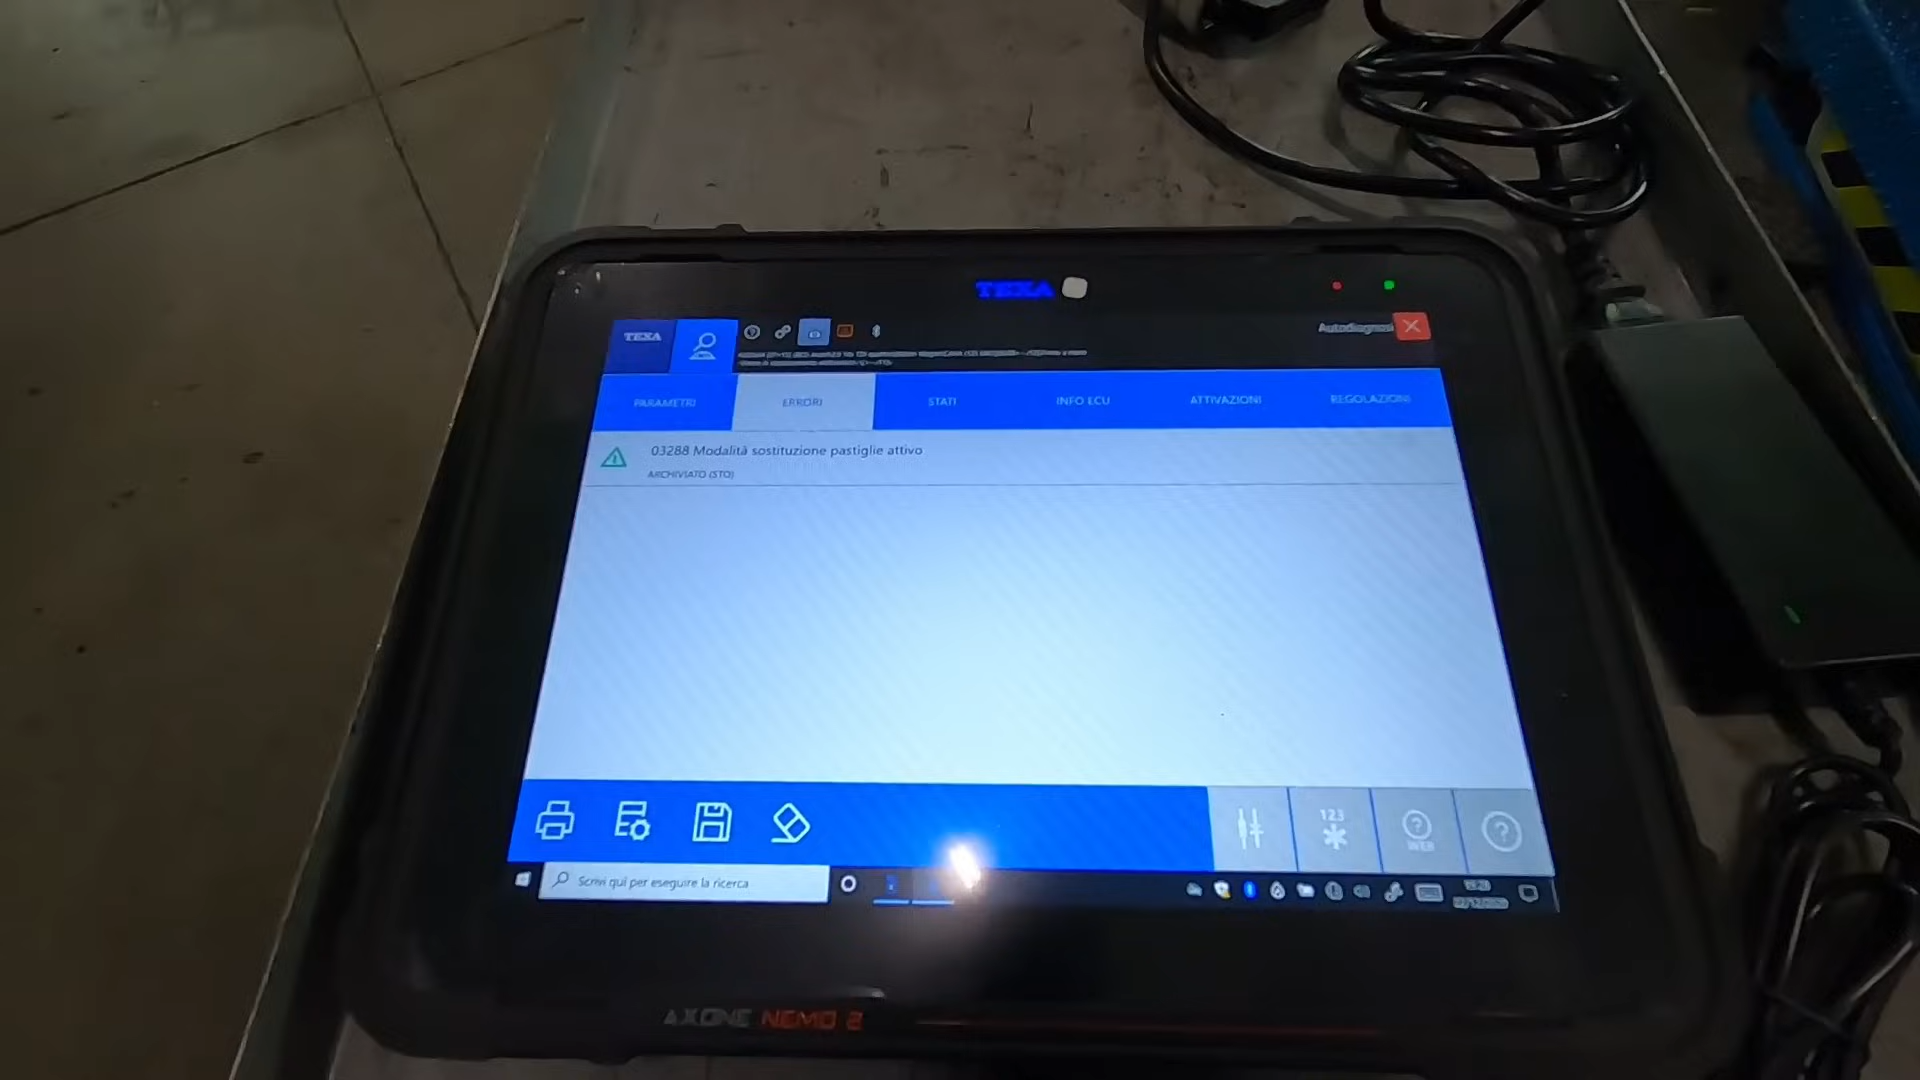 TEXA
TEXA
Autodiagnosi
PARAMETRI
ERRORI
STATI
INFO ECU
ATTIVAZIONI
REGOLAZIONI
03288 Modalità sostituzione pastiglie attivo
ARCHIVIATO (STO)
123
WEB
Scrivi qui per eseguire la ricerca
AXONE NEMO 2